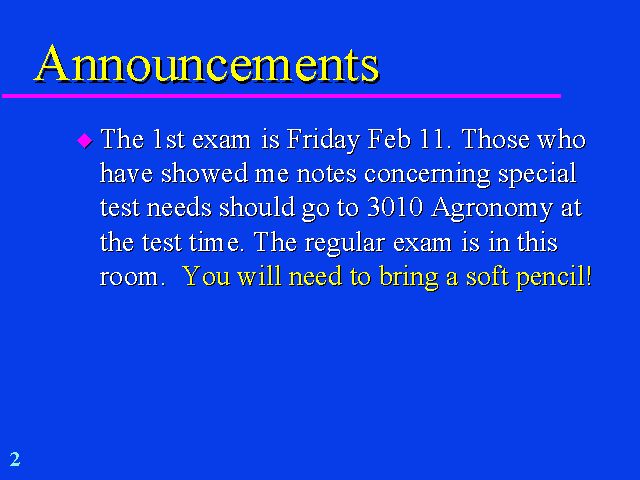 Announcements
The 1st exam is Friday Feb 11. Those who
have showed me notes concerning special
test needs should go to 3010 Agronomy at
the test time. The regular exam is in this
room.  You will need to bring a soft pencil!
2